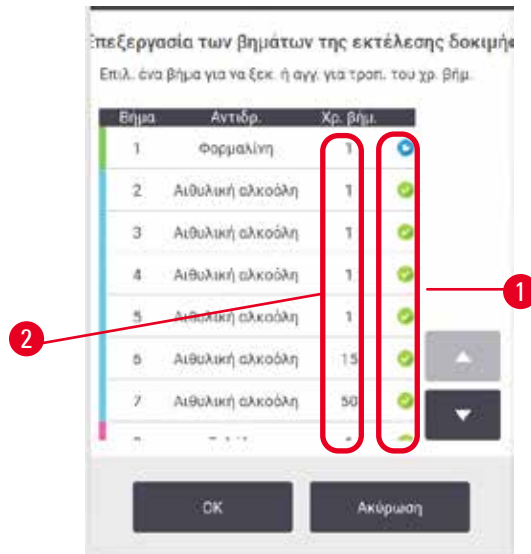 Επεξεργασία των βημάτων της εκτέλεσης δοκιμής
Επιλ. ένα βήμα για να ξεκ. ή αγγ. για τροπ. του χρ. βήμ.
Βήμα Αντιδρ. Χρ. βήμ.
1 Φορμαλίνη 1
2 Αιθυλική αλκοόλη 1
3 Αιθυλική αλκοόλη 1
4 Αιθυλική αλκοόλη 1
5 Αιθυλική αλκοόλη 1
6 Αιθυλική αλκοόλη 15
7 Αιθυλική αλκοόλη 50
OK Ακύρωση
1
2